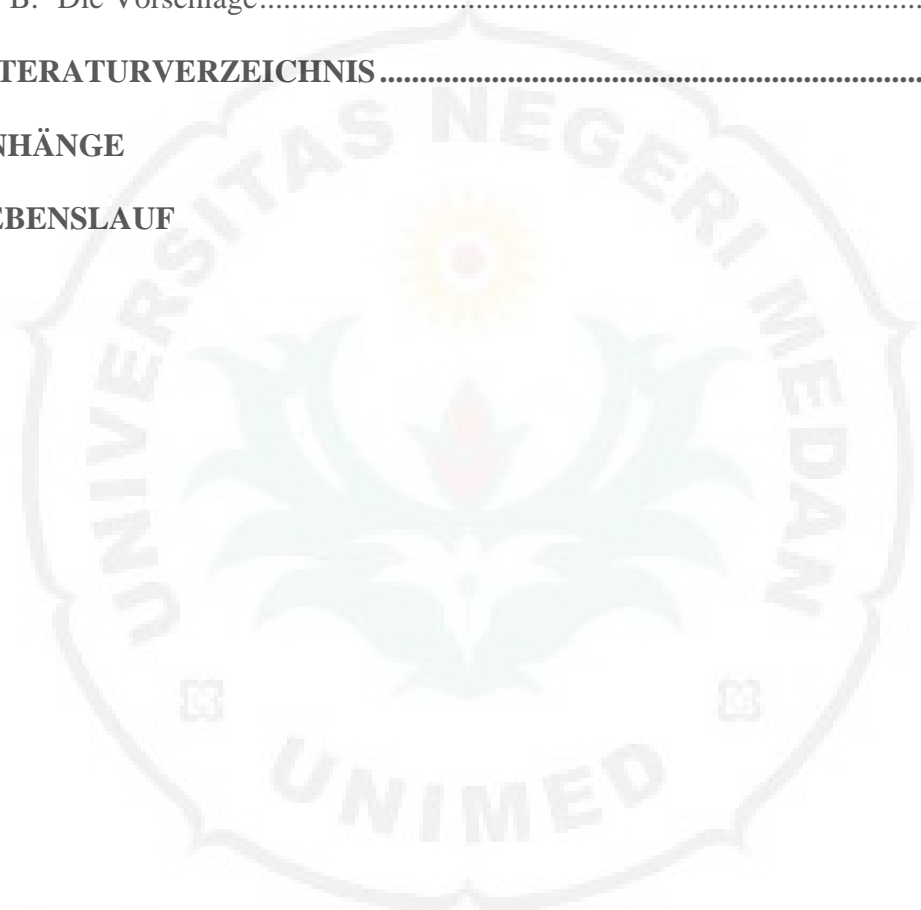 B. Die Vorschläge
TERATURVERZEICHNIS
NHÄNGE
EBENSLAUF
UNIVERSITAS NEGERI MEDAN
UNIMED